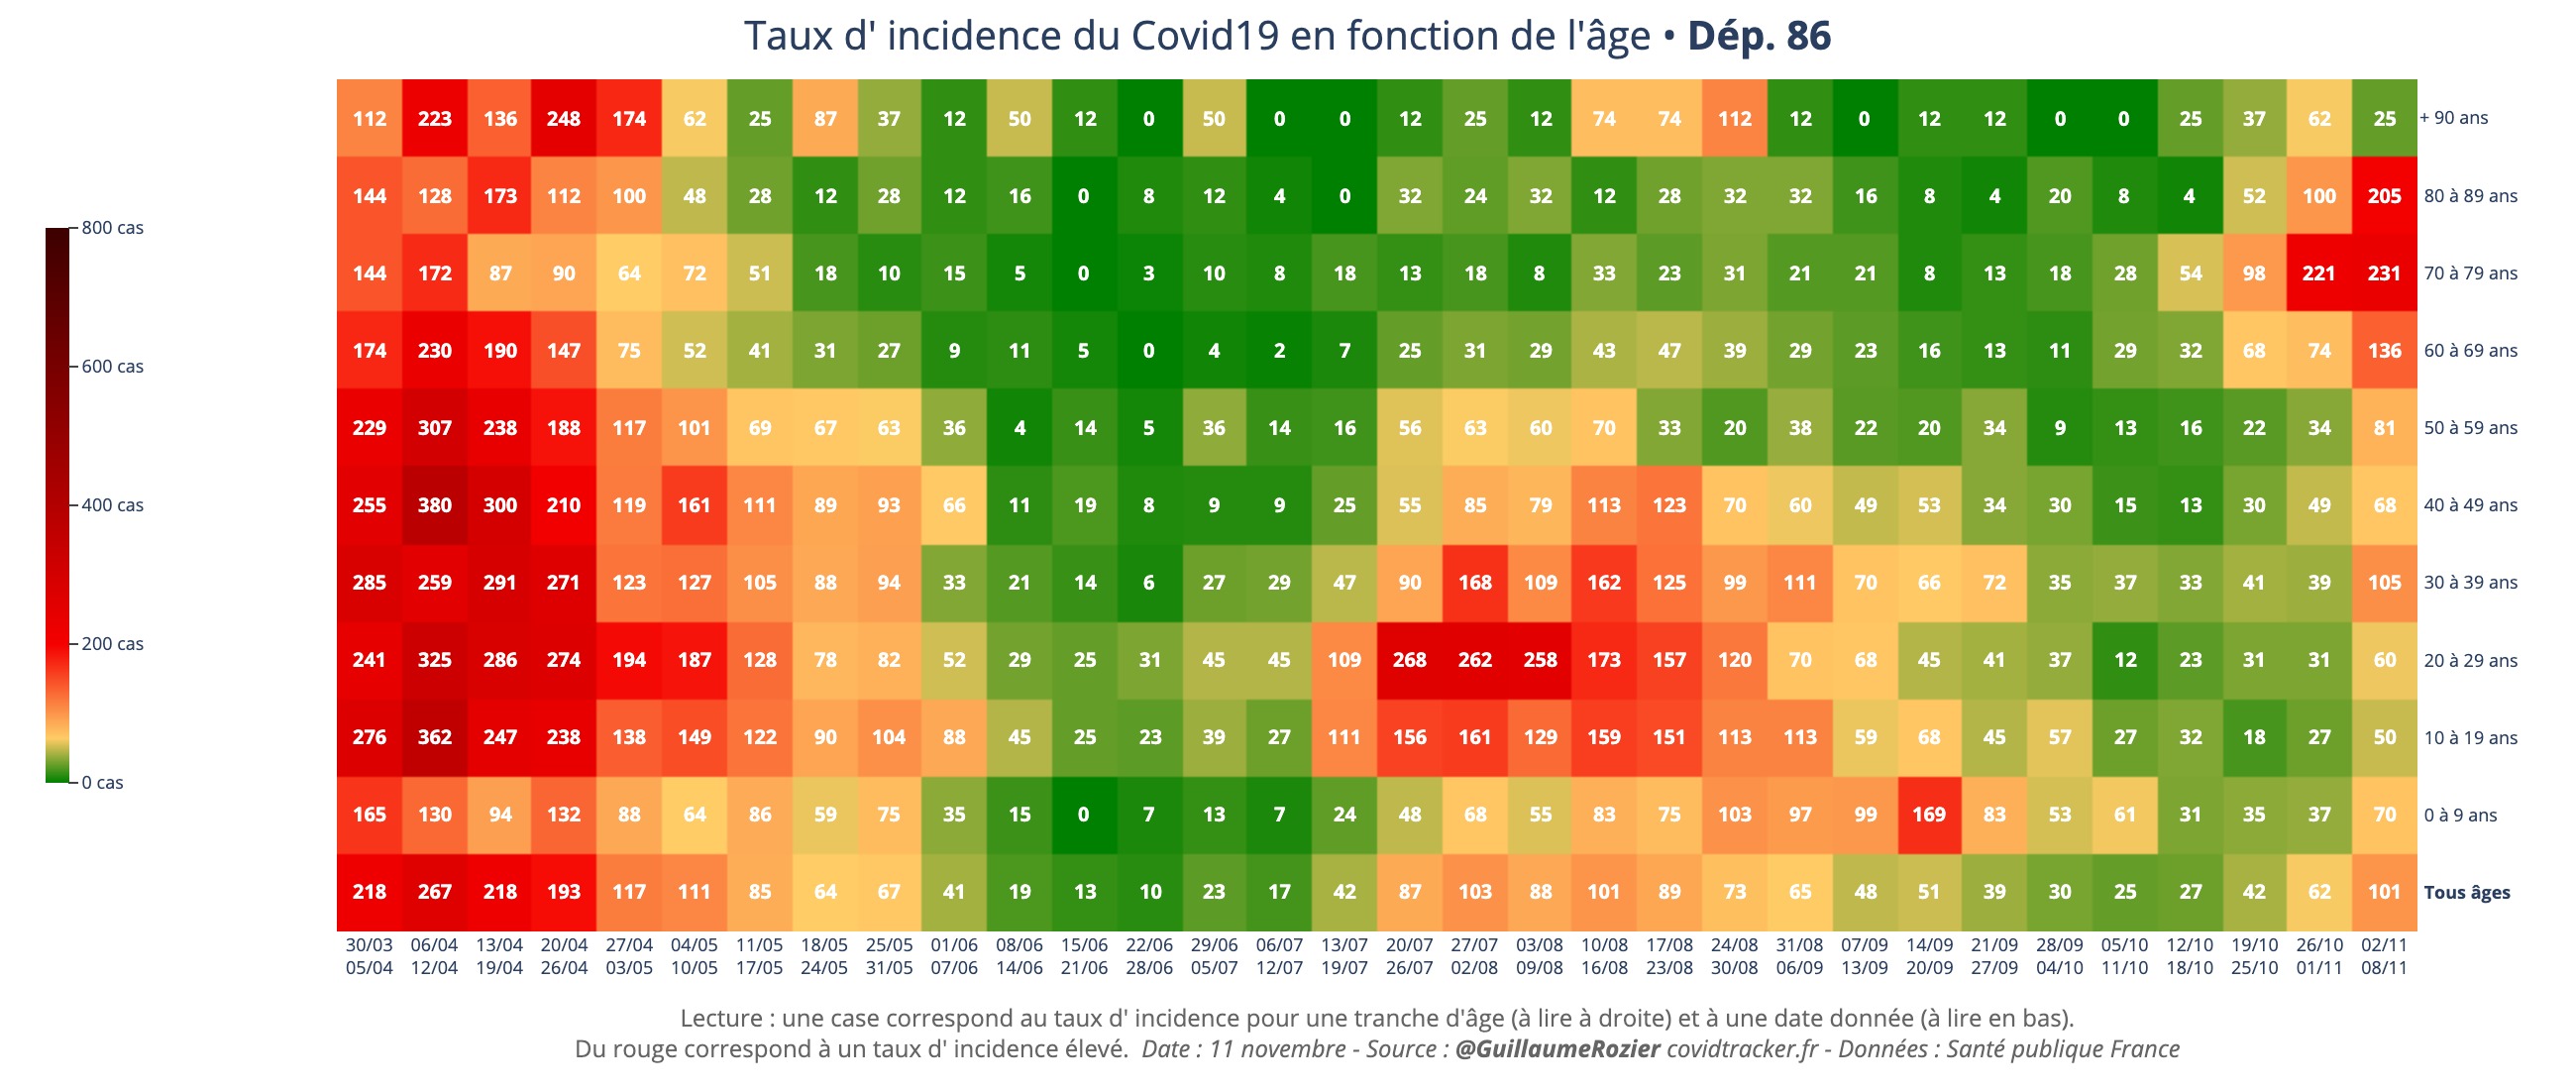 Taux d' incidence du Covid19 en fonction de l'âge • Dép. 86
800 cas
600 cas
400 cas
200 cas
0 cas
112 223 136 248 174 62 25 87 37 12 50 12 0 50 0 0 12 25 12 74 74 112 12 0 12 12 0 0 25 37 62 25 + 90 ans
144 128 173 112 100 48 28 12 28 12 16 0 8 12 4 0 32 24 32 12 28 32 32 16 8 4 20 8 4 52 100 205 80 à 89 ans
144 172 87 90 64 72 51 18 10 15 5 0 3 10 8 18 13 18 8 33 23 31 21 21 8 13 18 28 54 98 221 231 70 à 79 ans
174 230 190 147 75 52 41 31 27 9 11 5 0 4 2 7 25 31 29 43 47 39 29 23 16 13 11 29 32 68 74 136 60 à 69 ans
229 307 238 188 117 101 69 67 63 36 4 14 5 36 14 16 56 63 60 70 33 20 38 22 20 34 9 13 16 22 34 81 50 à 59 ans
255 380 300 210 119 161 111 89 93 66 11 19 8 9 9 25 55 85 79 113 123 70 60 49 53 34 30 15 13 30 49 68 40 à 49 ans
285 259 291 271 123 127 105 88 94 33 21 14 6 27 29 47 90 168 109 162 125 99 111 70 66 72 35 37 33 41 39 105 30 à 39 ans
241 325 286 274 194 187 128 78 82 52 29 25 31 45 45 109 268 262 258 173 157 120 70 68 45 41 37 12 23 31 31 60 20 à 29 ans
276 362 247 238 138 149 122 90 104 88 45 25 23 39 27 111 156 161 129 159 151 113 113 59 68 45 57 27 32 18 27 50 10 à 19 ans
165 130 94 132 88 64 86 59 75 35 15 0 7 13 7 24 48 68 55 83 75 103 97 99 169 83 53 61 31 35 37 70 0 à 9 ans
218 267 218 193 117 111 85 64 67 41 19 13 10 23 17 42 87 103 88 101 89 73 65 48 51 39 30 25 27 42 62 101 Tous âges
30/03 06/04 13/04 20/04 27/04 04/05 11/05 18/05 25/05 01/06 08/06 15/06 22/06 29/06 06/07 13/07 20/07 27/07 03/08 10/08 17/08 24/08 31/08 07/09 14/09 21/09 28/09 05/10 12/10 19/10 26/10 02/11
05/04 12/04 19/04 26/04 03/05 10/05 17/05 24/05 31/05 07/06 14/06 21/06 28/06 05/07 12/07 19/07 26/07 02/08 09/08 16/08 23/08 30/08 06/09 13/09 20/09 27/09 04/10 11/10 18/10 25/10 01/11 08/11
Lecture : une case correspond au taux d' incidence pour une tranche d'âge (à lire à droite) et à une date donnée (à lire en bas).
Du rouge correspond à un taux d' incidence élevé. Date : 11 novembre - Source : @GuillaumeRozier covidtracker.fr - Données : Santé publique France